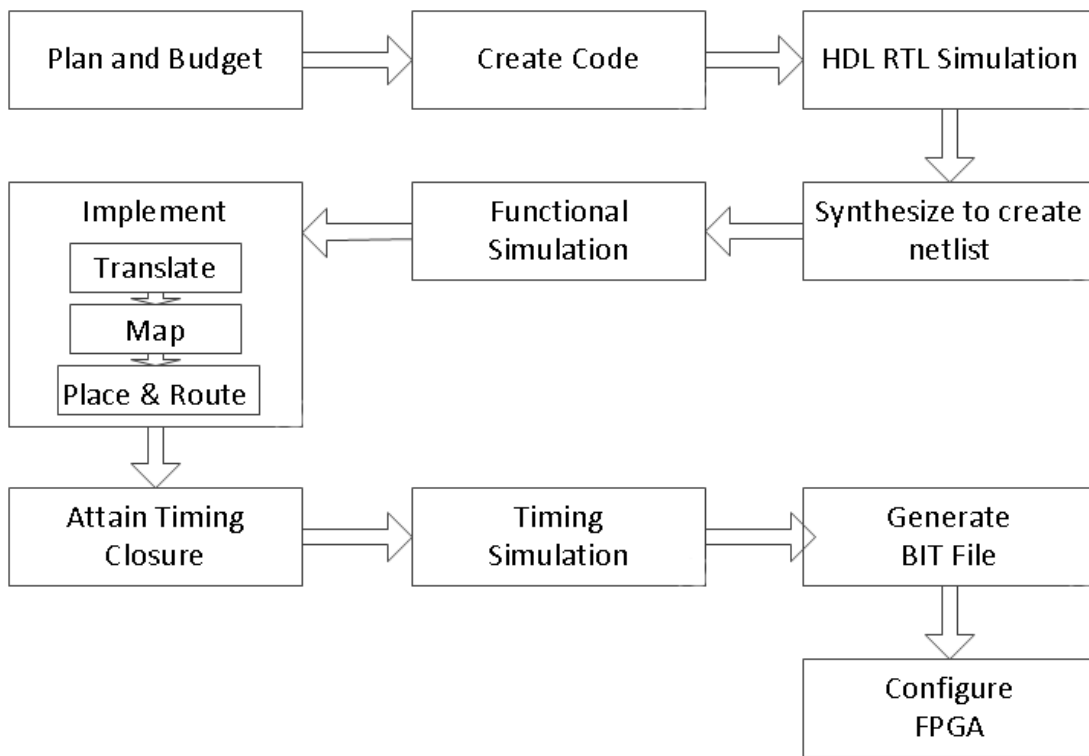 Plan and Budget
Create Code
HDL RTL Simulation
Synthesize to create
netlist
Functional
Simulation
Implement
Translate
Map
Place & Route
Attain Timing
Closure
Timing
Simulation
Generate
BIT File
Configure
FPGA